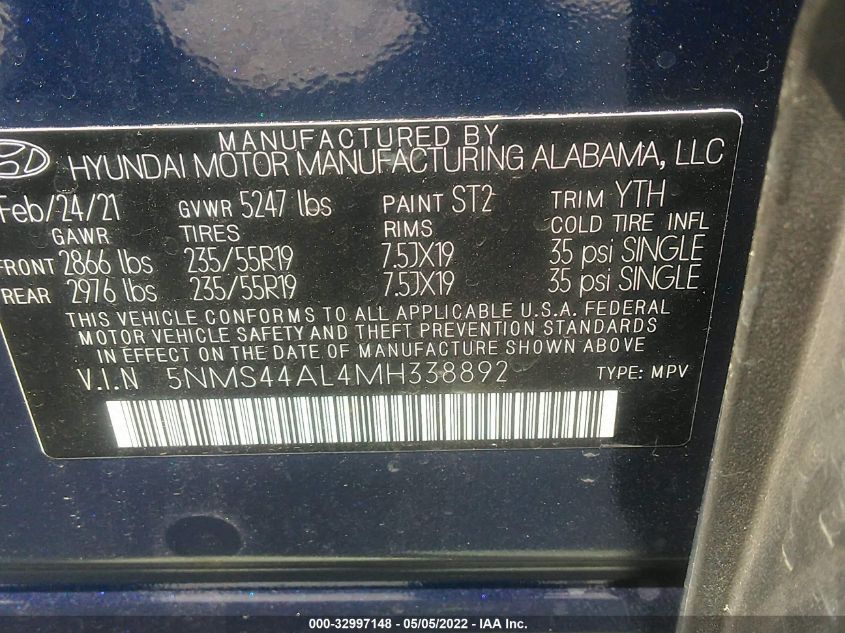 MANUFACTURED BY
HYUNDAI MOTOR MANUFACTURING ALABAMA, LLC
Feb/24/21 GVWR 5247 lbs PAINT ST2 TRIM YTH
GAWR TIRES RIMS COLD TIRE INFL
FRONT 2866 lbs 235/55R19 7.5JX19 35 psi SINGLE
REAR 2976 lbs 235/55R19 7.5JX19 35 psi SINGLE
THIS VEHICLE CONFORMS TO ALL APPLICABLE U.S.A. FEDERAL
MOTOR VEHICLE SAFETY AND THEFT PREVENTION STANDARDS
IN EFFECT ON THE DATE OF MANUFACTURE SHOWN ABOVE
V.I.N 5NMS44AL4MH338892 TYPE: MPV
000-32997148 - 05/05/2022 - IAA Inc.